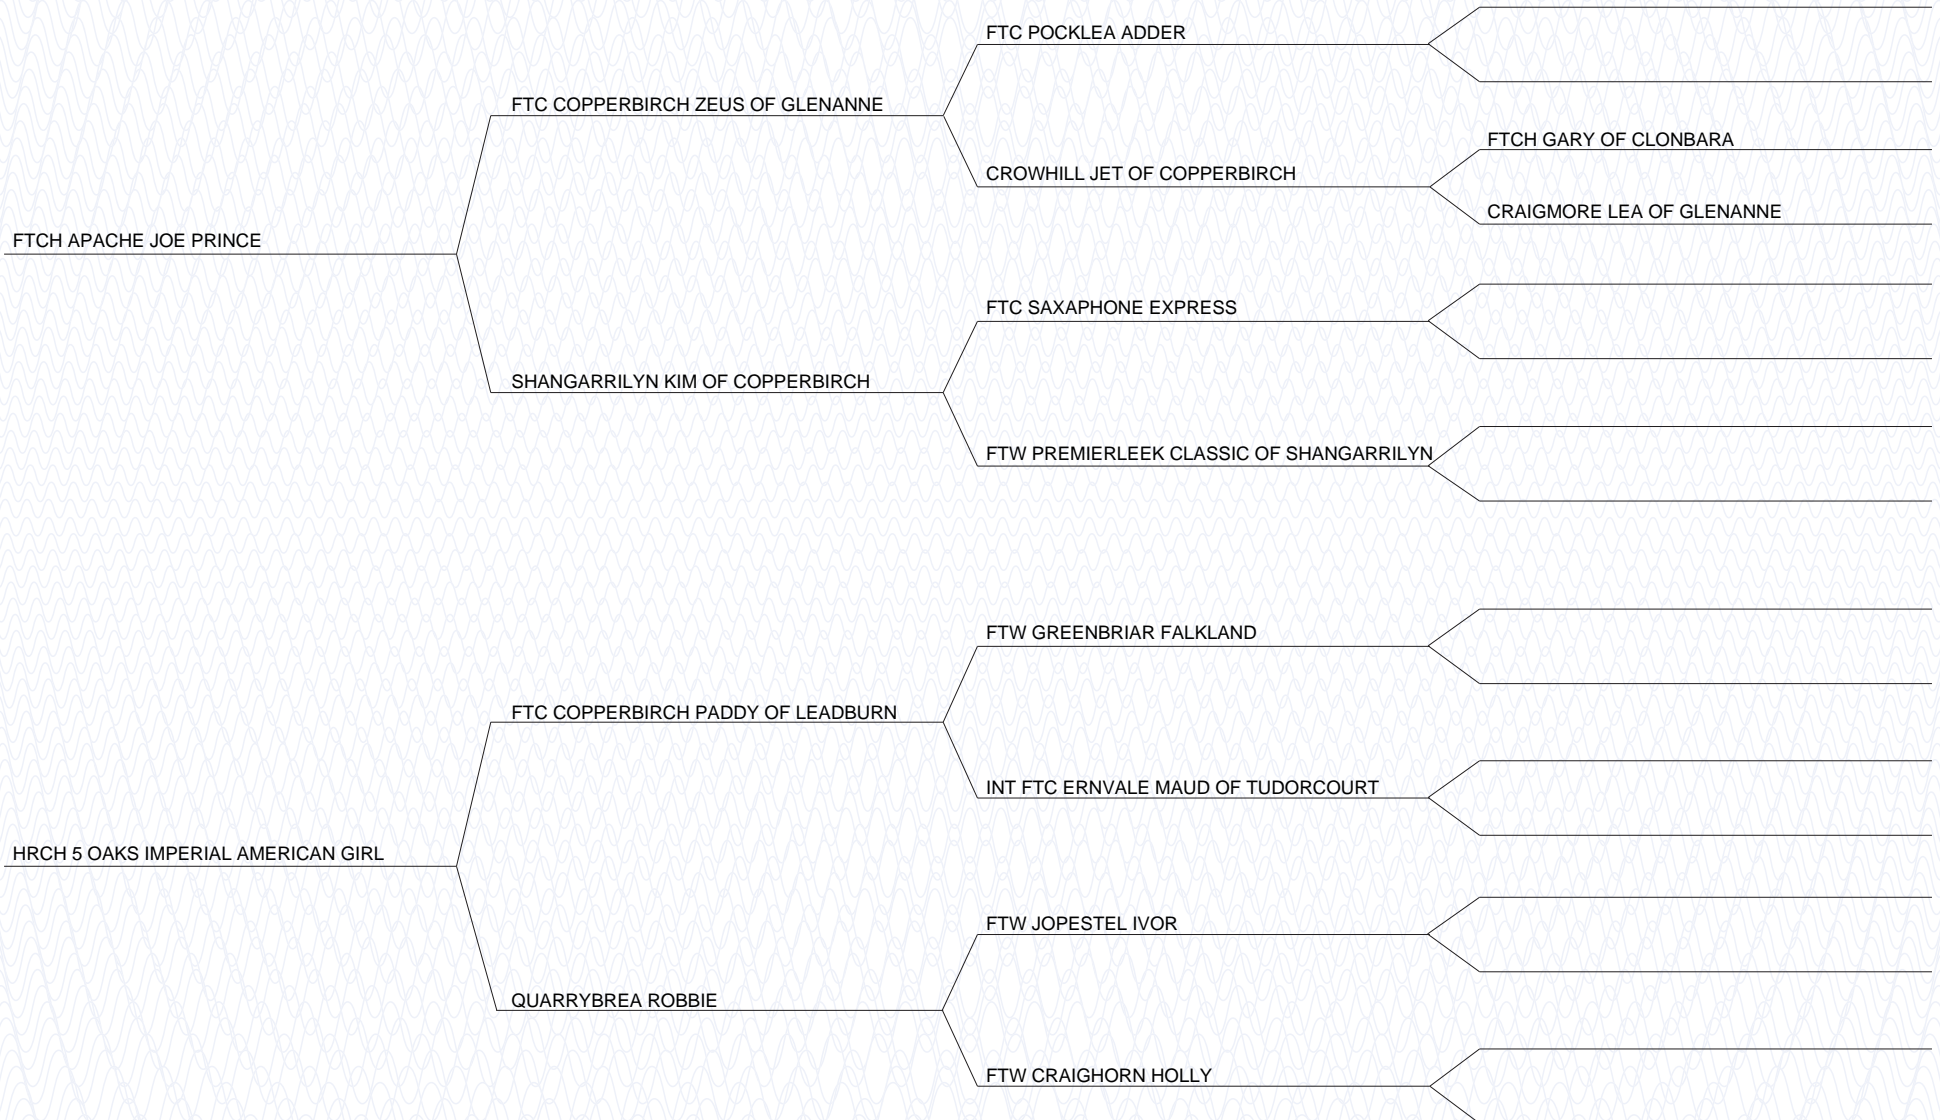 FTC POCKLEA ADDER
FTC COPPERBIRCH ZEUS OF GLENANNE
FTCH GARY OF CLONBARA
CROWHILL JET OF COPPERBIRCH
CRAIGMORE LEA OF GLENANNE
FTCH APACHE JOE PRINCE
FTC SAXAPHONE EXPRESS
SHANGARRILYN KIM OF COPPERBIRCH
FTW PREMIERLEEK CLASSIC OF SHANGARRILYN
FTW GREENBRIAR FALKLAND
FTC COPPERBIRCH PADDY OF LEADBURN
INT FTC ERNVALE MAUD OF TUDORCOURT
HRCH 5 OAKS IMPERIAL AMERICAN GIRL
FTW JOPESTEL IVOR
QUARRYBREA ROBBIE
FTW CRAIGHORN HOLLY